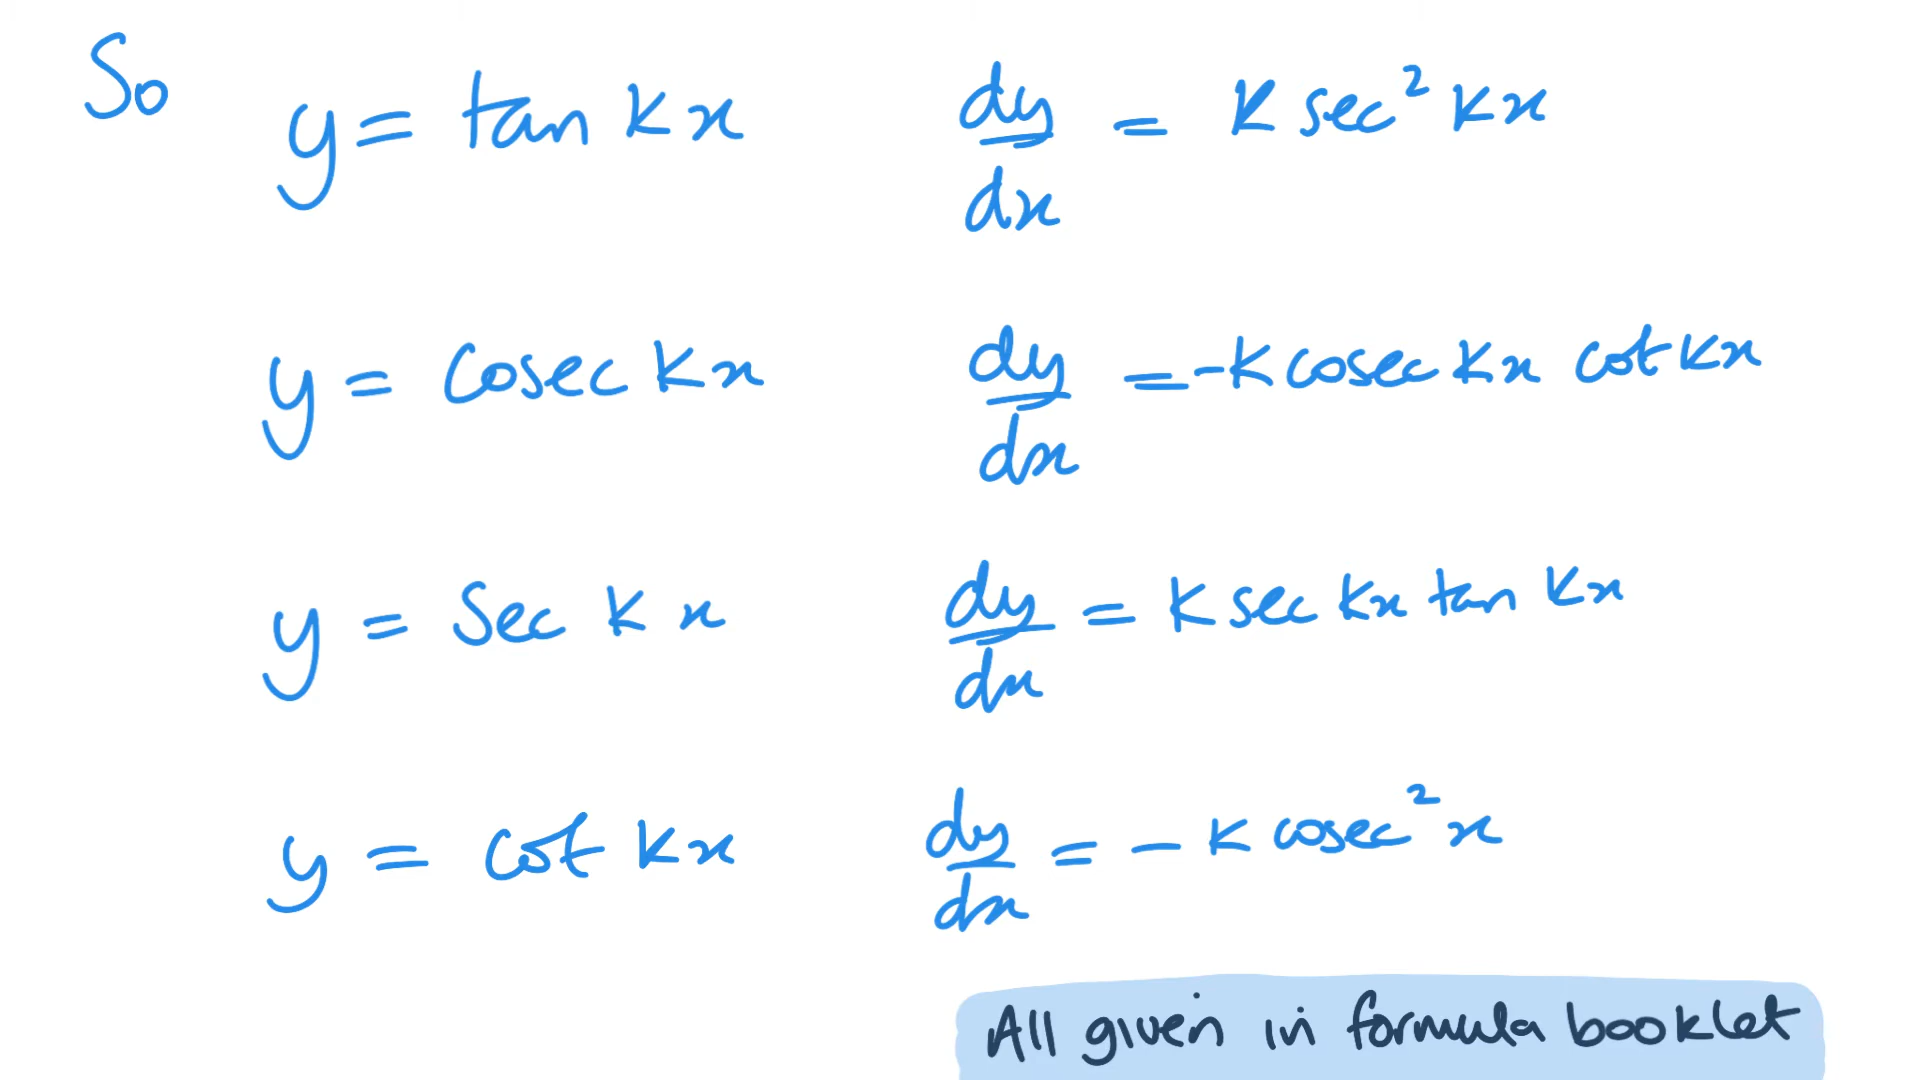 So y = tan kx dy/dx = k sec² kx
y = cosec kx dy/dx = -k cosec kx cot kx
y = sec kx dy/dx = k sec kx tan kx
y = cot kx dy/dx = - k cosec² x
All given in formula booklet